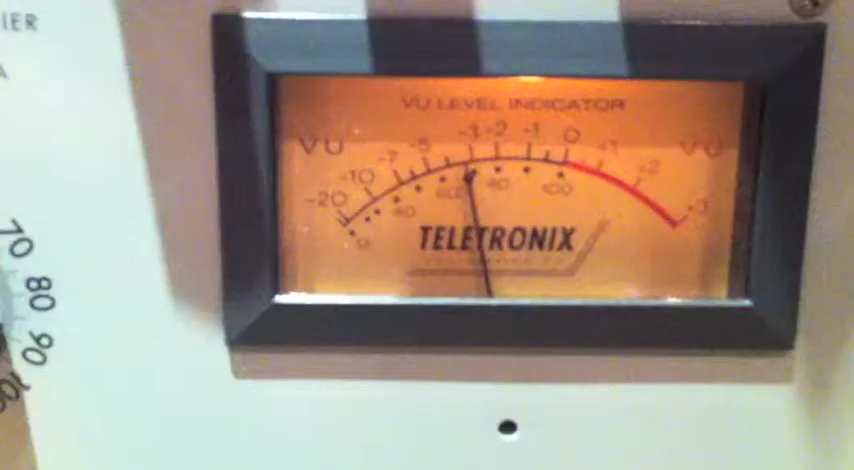 IER
A
VU LEVEL INDICATOR
VU VU
-20 -10 -7 -5 -3 -2 -1 0 +1 +2 +3
0 40 60 80 100
TELETRONIX
70
80
90
100